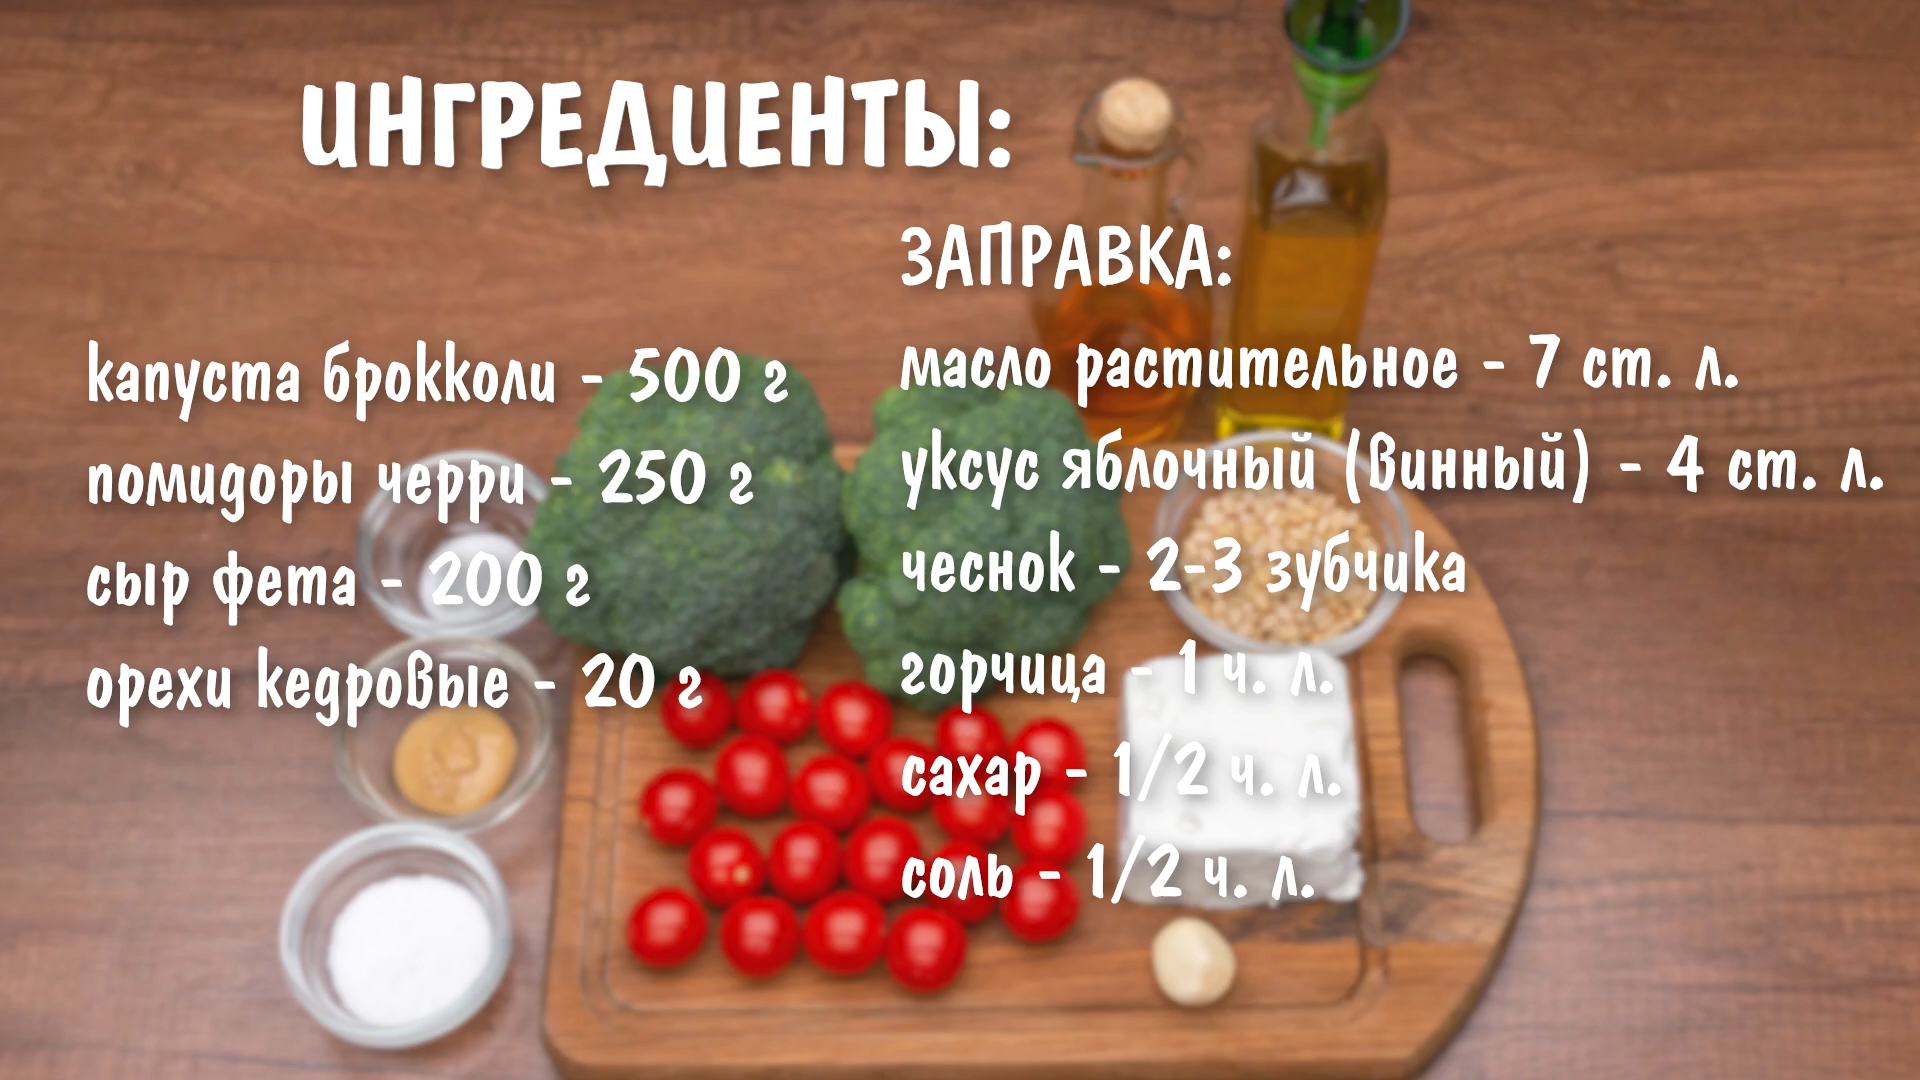 ИНГРЕДИЕНТЫ:
капуста брокколи - 500 г
помидоры черри - 250 г
сыр фета - 200 г
орехи кедровые - 20 г
ЗАПРАВКА:
масло растительное - 7 ст. л.
уксус яблочный (винный) - 4 ст. л.
чеснок - 2-3 зубчика
горчица - 1 ч. л.
сахар - 1/2 ч. л.
соль - 1/2 ч. л.